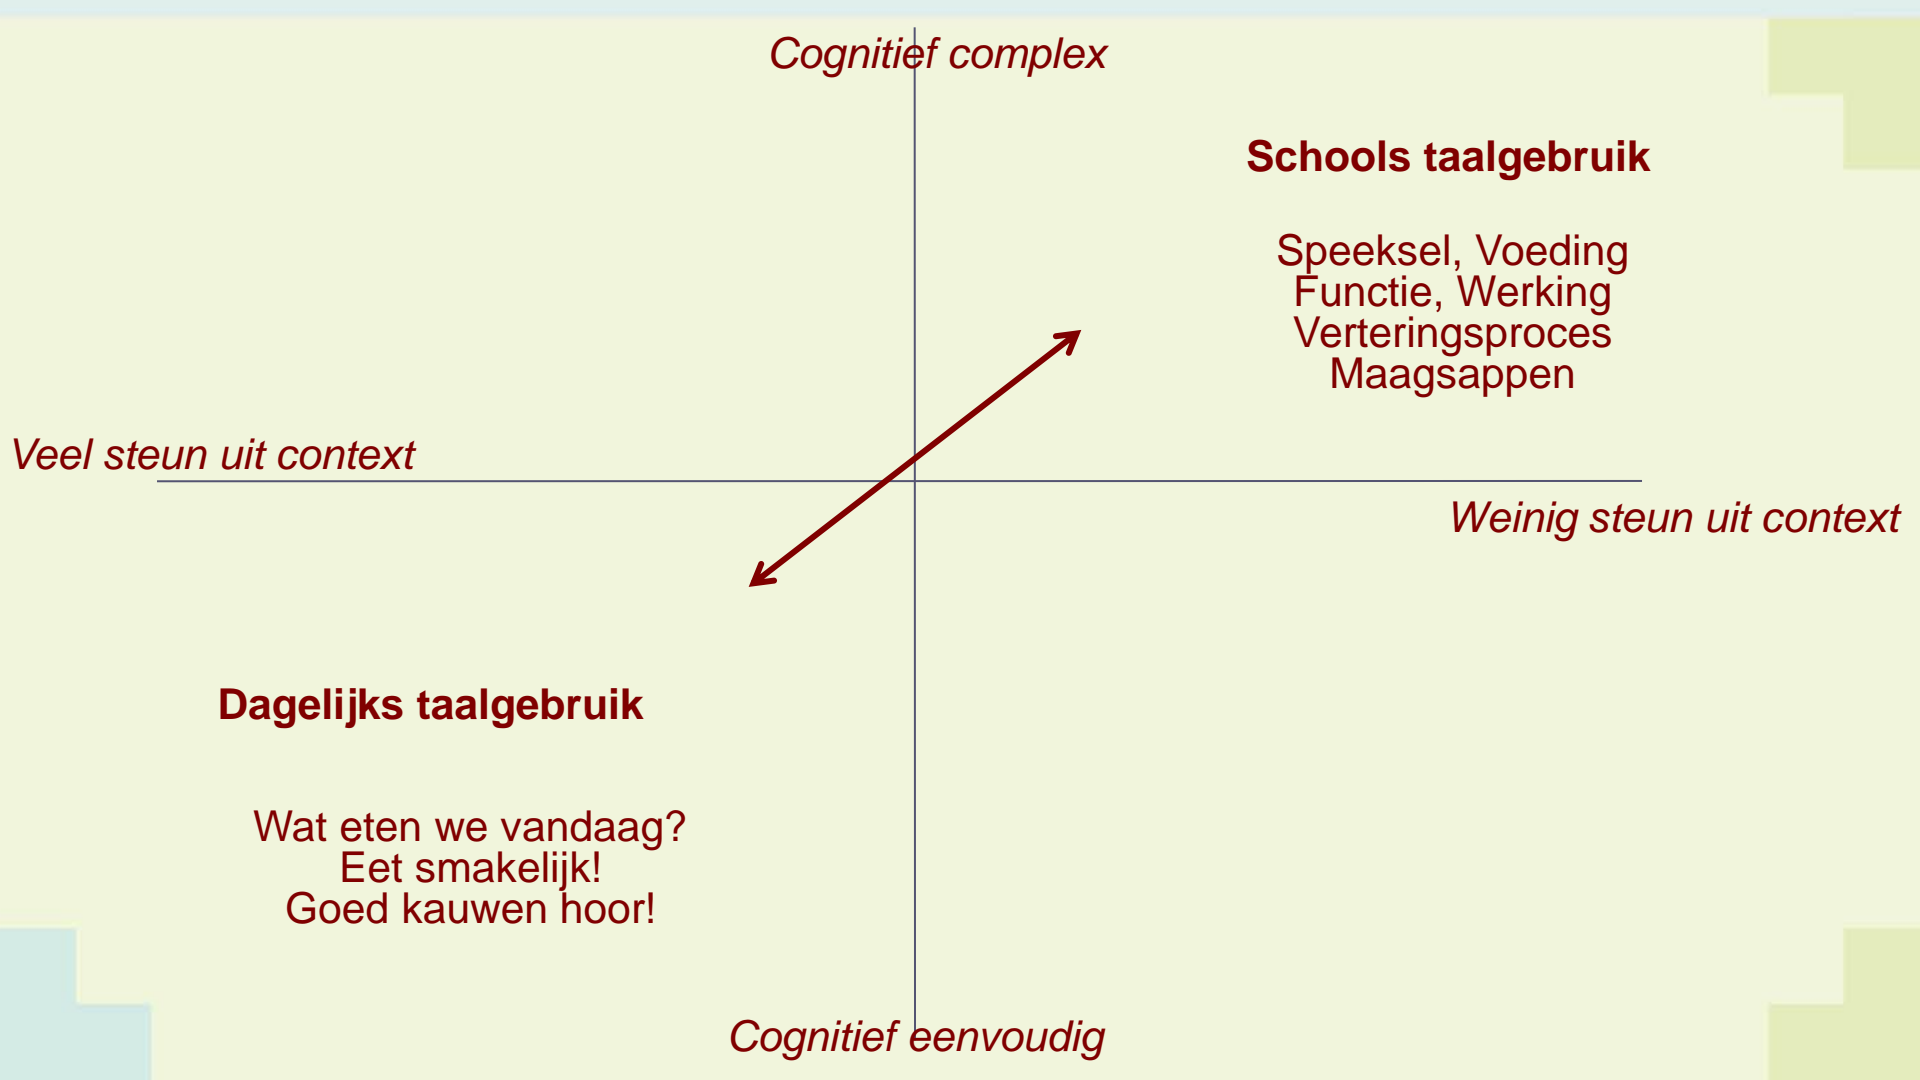 Cognitief complex
Schools taalgebruik
Speeksel, Voeding
Functie, Werking
Verteringsproces
Maagsappen
Veel steun uit context
Weinig steun uit context
Dagelijks taalgebruik
Wat eten we vandaag?
Eet smakelijk!
Goed kauwen hoor!
Cognitief eenvoudig